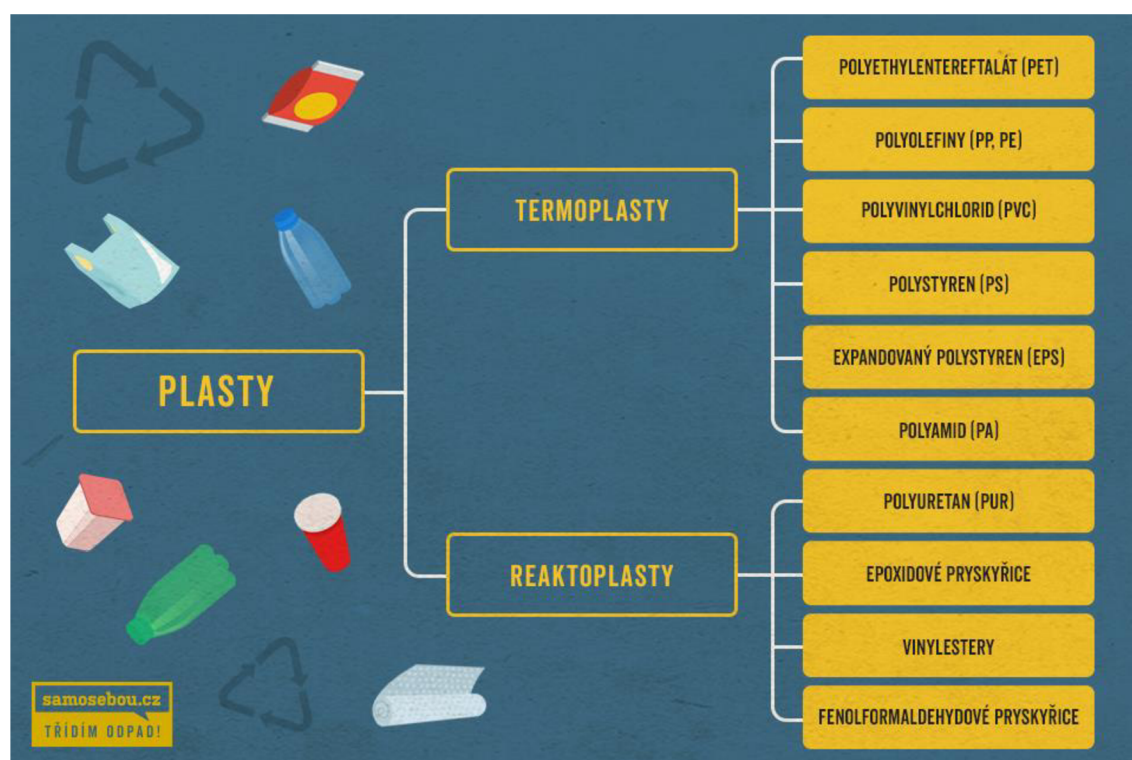 PLASTY
TERMOPLASTY
POLYETHYLENTEREFTALÁT (PET)
POLYOLEFINY (PP, PE)
POLYVINYLCHLORID (PVC)
POLYSTYREN (PS)
EXPANDOVANÝ POLYSTYREN (EPS)
POLYAMID (PA)
REAKTOPLASTY
POLYURETAN (PUR)
EPOXIDOVÉ PRYSKYŘICE
VINYLESTERY
FENOLFORMALDEHYDOVÉ PRYSKYŘICE
samosebou.cz
TŘÍDÍM ODPAD!